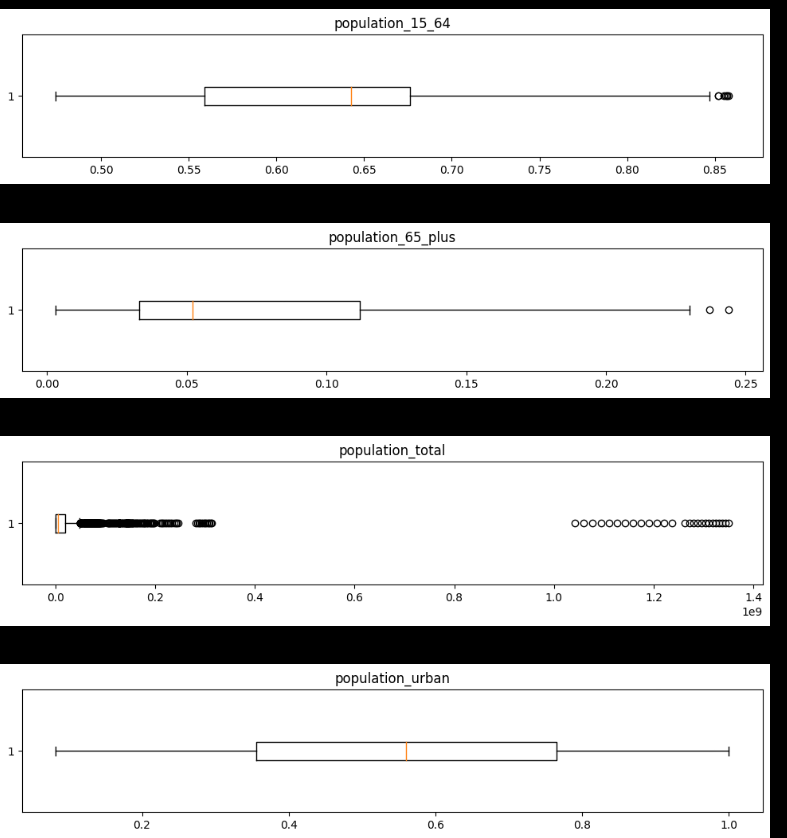 population_15_64
1
0.50 0.55 0.60 0.65 0.70 0.75 0.80 0.85
population_65_plus
1
0.00 0.05 0.10 0.15 0.20 0.25
population_total
1
0.0 0.2 0.4 0.6 0.8 1.0 1.2 1.4
1e9
population_urban
1
0.2 0.4 0.6 0.8 1.0